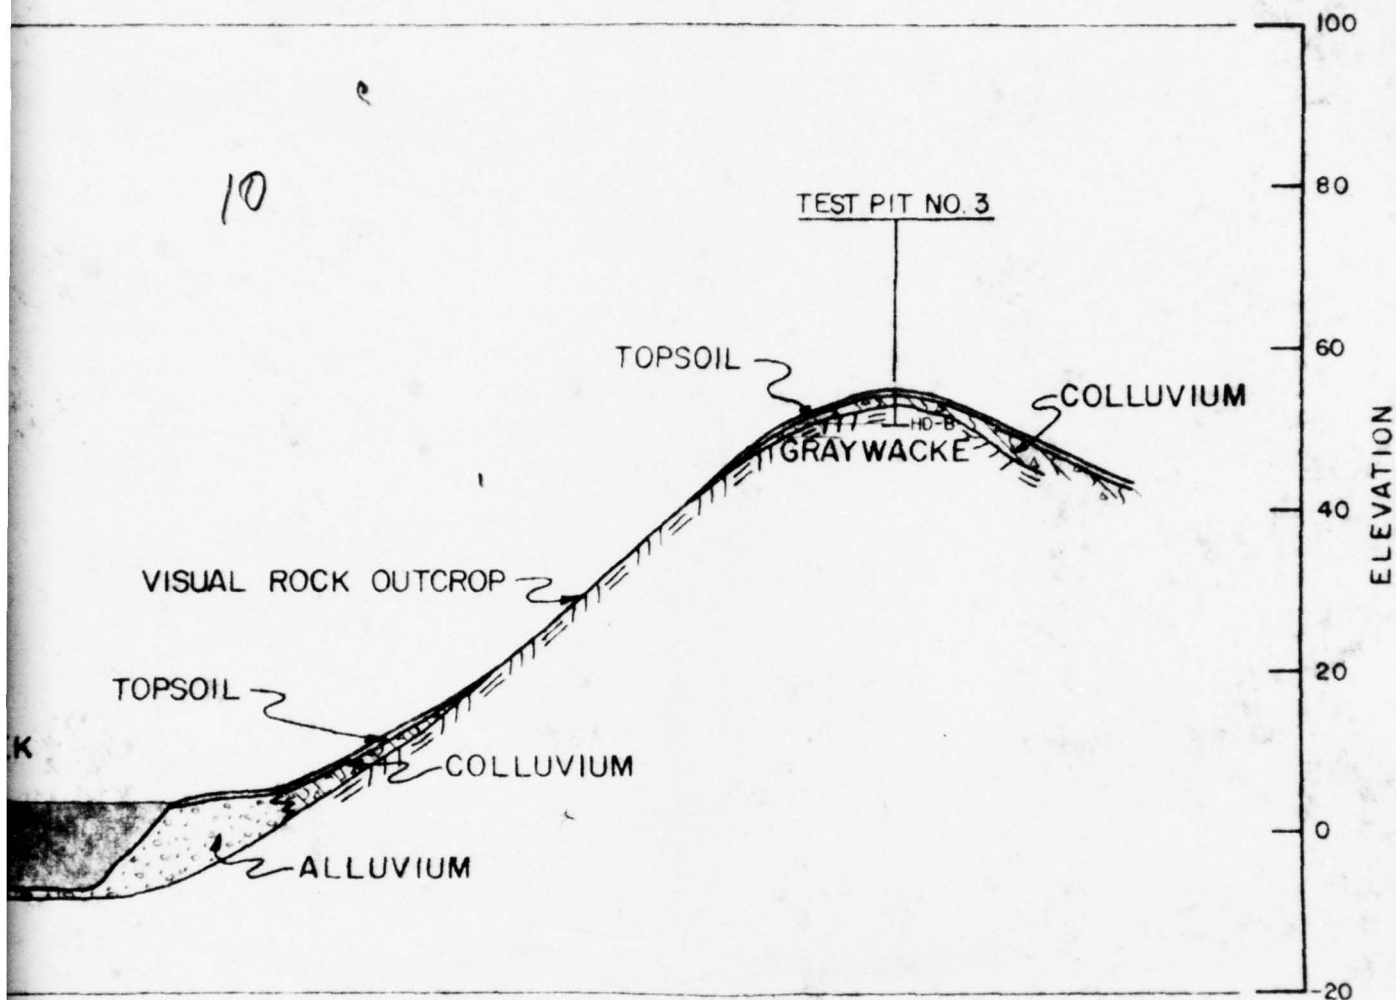 100
10
80
TEST PIT NO. 3
60
TOPSOIL
COLLUVIUM
HD-B
GRAYWACKE
ELEVATION
40
VISUAL ROCK OUTCROP
20
TOPSOIL
K
COLLUVIUM
0
ALLUVIUM
-20